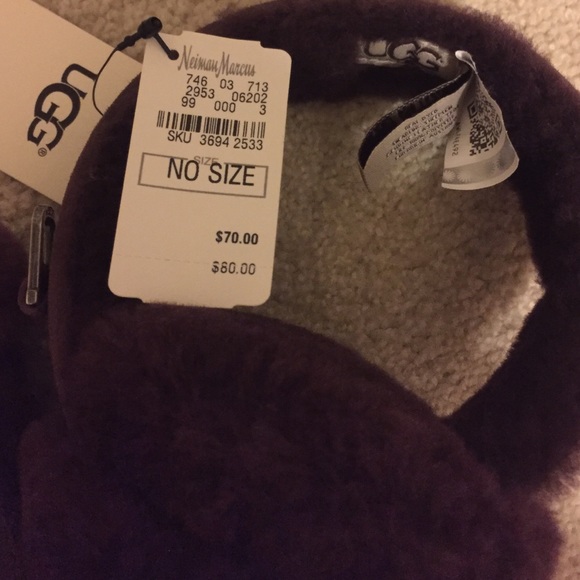 UGG®
Neiman Marcus
746 03 713
2953 06202
99 000 3
SKU 3694 2533
SIZE
NO SIZE
$70.00
$80.00
UGG